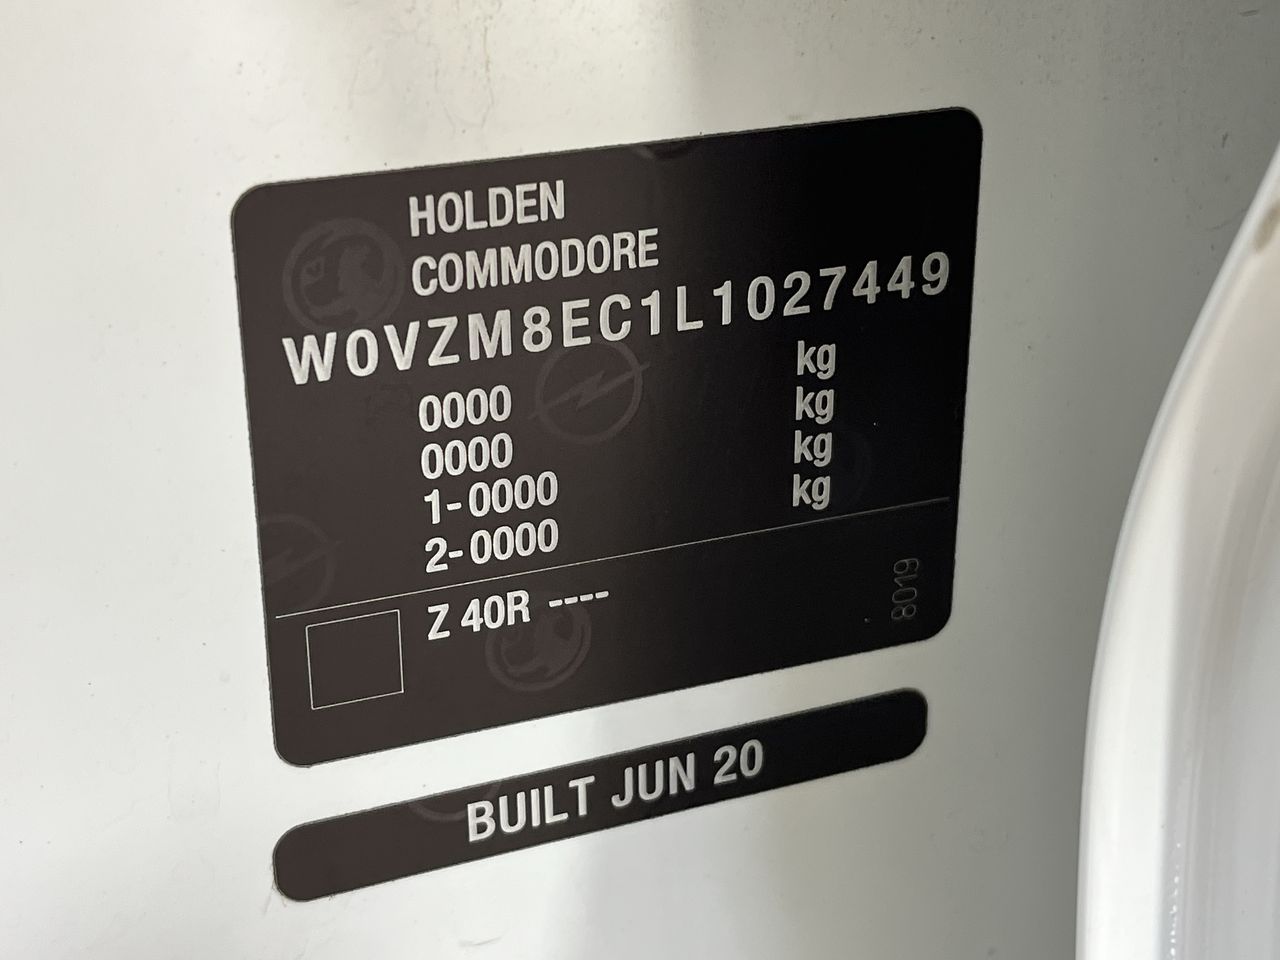 HOLDEN
COMMODORE
W0VZM8EC1L1027449
kg
0000 kg
0000 kg
1-0000 kg
2-0000
Z 40R ----
8019
BUILT JUN 20